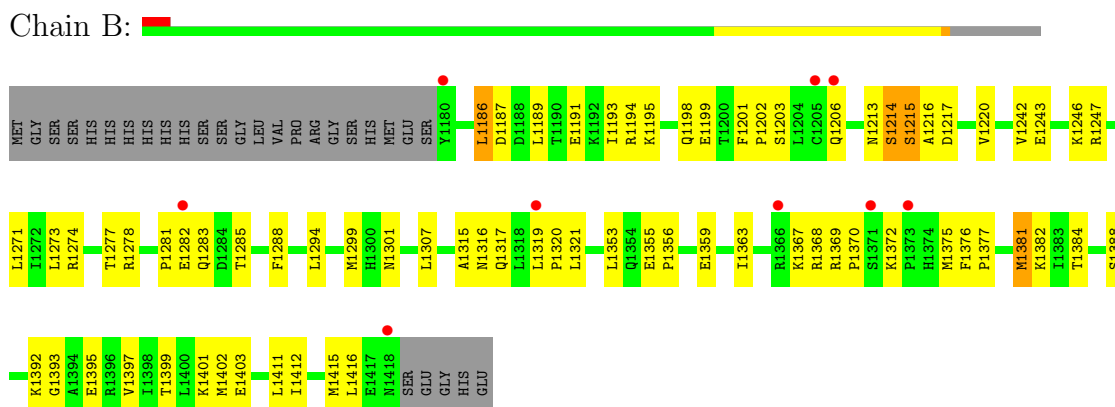 Chain B:
MET GLY SER SER HIS HIS HIS HIS HIS HIS SER SER GLY LEU VAL PRO ARG GLY SER HIS MET GLU SER Y1180 L1186 D1187 D1188 L1189 T1190 E1191 K1192 I1193 R1194 K1195 Q1198 E1199 T1200 F1201 P1202 S1203 L1204 C1205 Q1206 N1213 S1214 S1215 A1216 D1217 V1220 V1242 E1243 K1246 R1247
L1271 I1272 L1273 R1274 T1277 R1278 P1281 E1282 Q1283 D1284 T1285 F1288 L1294 M1299 H1300 N1301 L1307 A1315 N1316 Q1317 L1318 L1319 P1320 L1321 L1353 Q1354 E1355 P1356 E1359 I1363 R1366 K1367 R1368 R1369 P1370 S1371 K1372 P1373 H1374 M1375 F1376 P1377 M1381 K1382 I1383 T1384 S1388
K1392 G1393 A1394 E1395 R1396 V1397 I1398 T1399 L1400 K1401 M1402 E1403 L1411 I1412 M1415 L1416 E1417 N1418 SER GLU GLY HIS GLU